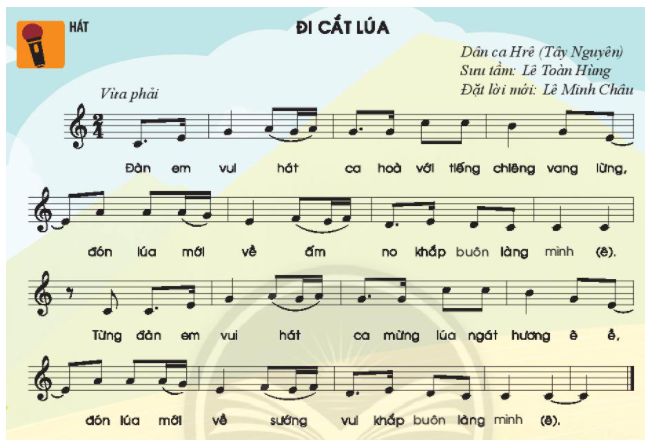 HÁT
ĐI CẮT LÚA
Dân ca Hrê (Tây Nguyên)
Sưu tầm: Lê Toàn Hùng
Đặt lời mới: Lê Minh Châu
Vừa phải
2
4
Đàn em vui hát ca hoà với tiếng chiêng vang lừng,
đón lúa mới về ấm no khắp buôn làng mình (ê).
Từng đàn em vui hát ca mừng lúa ngát hương ê ề,
đón lúa mới về sướng vui khắp buôn làng mình (ê).